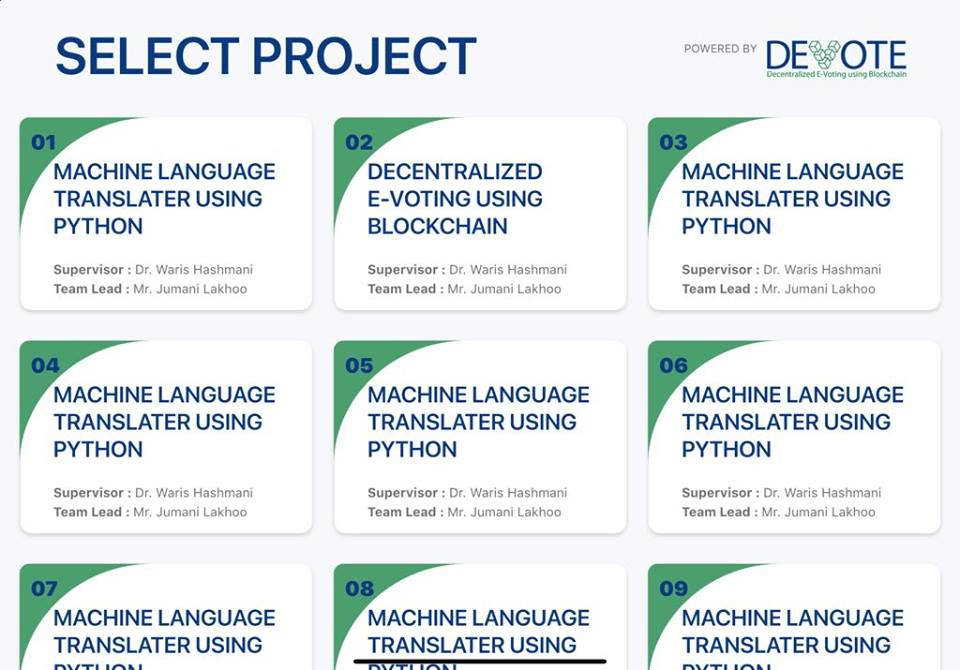 SELECT PROJECT
POWERED BY
DEVOTE
Decentralized E-Voting using Blockchain
01
MACHINE LANGUAGE
TRANSLATER USING
PYTHON
Supervisor : Dr. Waris Hashmani
Team Lead : Mr. Jumani Lakhoo
02
DECENTRALIZED
E-VOTING USING
BLOCKCHAIN
Supervisor : Dr. Waris Hashmani
Team Lead : Mr. Jumani Lakhoo
03
MACHINE LANGUAGE
TRANSLATER USING
PYTHON
Supervisor : Dr. Waris Hashmani
Team Lead : Mr. Jumani Lakhoo
04
MACHINE LANGUAGE
TRANSLATER USING
PYTHON
Supervisor : Dr. Waris Hashmani
Team Lead : Mr. Jumani Lakhoo
05
MACHINE LANGUAGE
TRANSLATER USING
PYTHON
Supervisor : Dr. Waris Hashmani
Team Lead : Mr. Jumani Lakhoo
06
MACHINE LANGUAGE
TRANSLATER USING
PYTHON
Supervisor : Dr. Waris Hashmani
Team Lead : Mr. Jumani Lakhoo
07
MACHINE LANGUAGE
TRANSLATER USING
PYTHON
08
MACHINE LANGUAGE
TRANSLATER USING
PYTHON
09
MACHINE LANGUAGE
TRANSLATER USING
PYTHON